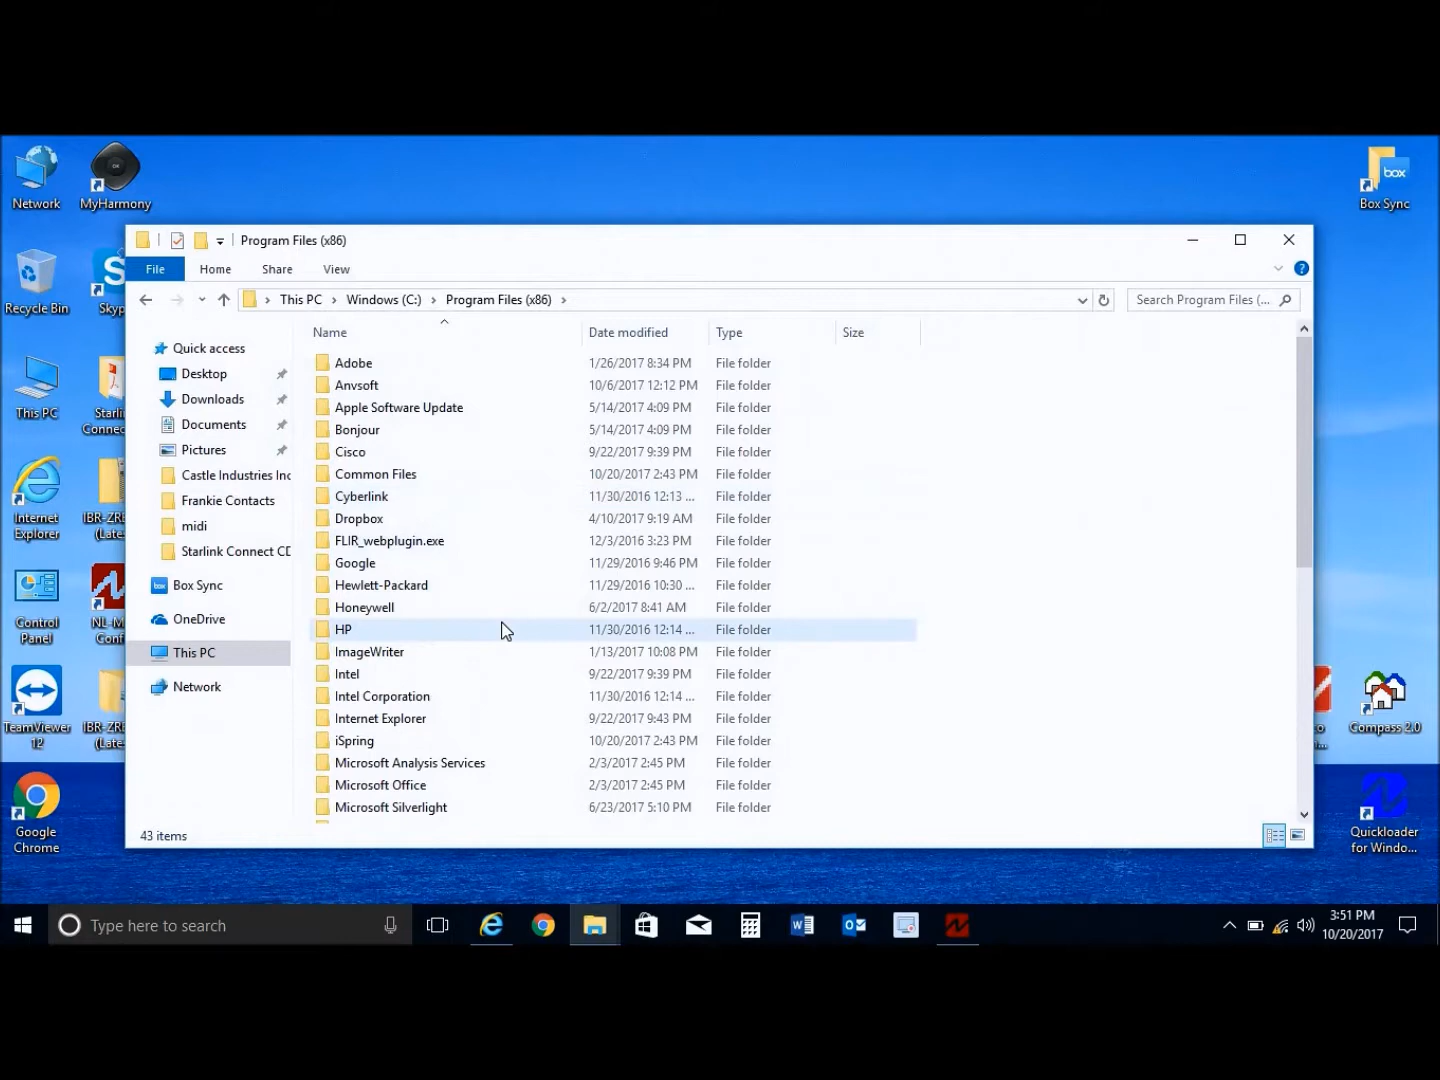 Network
MyHarmony
Box Sync
Recycle Bin
Skyp
This PC
Starlin
Connec
Internet
Explorer
IBR-ZR
(Late
Control
Panel
NL-M
Conf
TeamViewer
12
IBR-ZR
(Late
Google
Chrome
Compass 2.0
Quickloader
for Windo...
Program Files (x86)
File Home Share View
This PC > Windows (C:) > Program Files (x86) >
Search Program Files (...
Quick access
Desktop
Downloads
Documents
Pictures
Castle Industries Inc
Frankie Contacts
midi
Starlink Connect CD
Box Sync
OneDrive
This PC
Network
Name Date modified Type Size
Adobe 1/26/2017 8:34 PM File folder
Anvsoft 10/6/2017 12:12 PM File folder
Apple Software Update 5/14/2017 4:09 PM File folder
Bonjour 5/14/2017 4:09 PM File folder
Cisco 9/22/2017 9:39 PM File folder
Common Files 10/20/2017 2:43 PM File folder
Cyberlink 11/30/2016 12:13 ... File folder
Dropbox 4/10/2017 9:19 AM File folder
FLIR_webplugin.exe 12/3/2016 3:23 PM File folder
Google 11/29/2016 9:46 PM File folder
Hewlett-Packard 11/29/2016 10:30 ... File folder
Honeywell 6/2/2017 8:41 AM File folder
HP 11/30/2016 12:14 ... File folder
ImageWriter 1/13/2017 10:08 PM File folder
Intel 9/22/2017 9:39 PM File folder
Intel Corporation 11/30/2016 12:14 ... File folder
Internet Explorer 9/22/2017 9:43 PM File folder
iSpring 10/20/2017 2:43 PM File folder
Microsoft Analysis Services 2/3/2017 2:45 PM File folder
Microsoft Office 2/3/2017 2:45 PM File folder
Microsoft Silverlight 6/23/2017 5:10 PM File folder
43 items
Type here to search
3:51 PM
10/20/2017